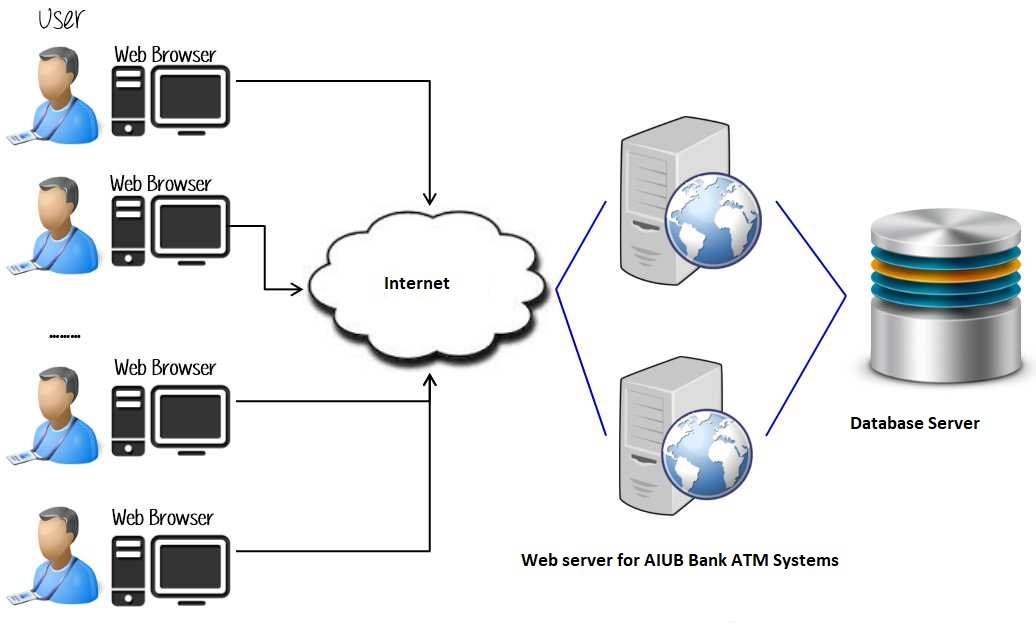 User
Web Browser
Web Browser
Internet
.........
Web Browser
Database Server
Web Browser
Web server for AIUB Bank ATM Systems